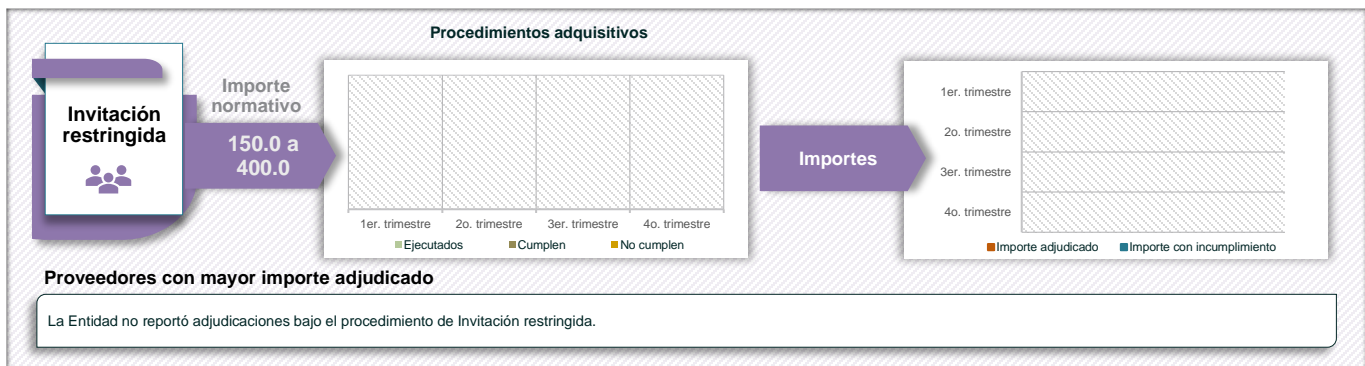 Procedimientos adquisitivos
Invitación
restringida
Importe
normativo
150.0 a
400.0
1er. trimestre 2o. trimestre 3er. trimestre 4o. trimestre
Ejecutados Cumplen No cumplen
Importes
1er. trimestre
2o. trimestre
3er. trimestre
4o. trimestre
Importe adjudicado Importe con incumplimiento
Proveedores con mayor importe adjudicado
La Entidad no reportó adjudicaciones bajo el procedimiento de Invitación restringida.